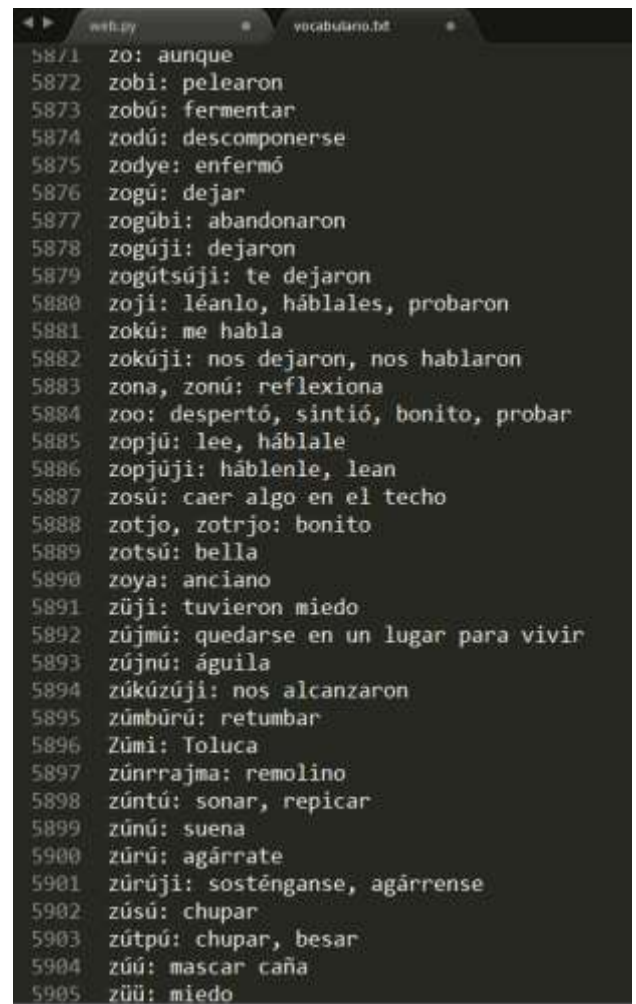 web.py vocabulario.txt
5871 zo: aunque
5872 zobi: pelearon
5873 zobú: fermentar
5874 zodú: descomponerse
5875 zodye: enfermó
5876 zogú: dejar
5877 zogúbi: abandonaron
5878 zogúji: dejaron
5879 zogútsúji: te dejaron
5880 zoji: léanlo, háblales, probaron
5881 zokú: me habla
5882 zokúji: nos dejaron, nos hablaron
5883 zona, zonú: reflexiona
5884 zoo: despertó, sintió, bonito, probar
5885 zopjú: lee, háblale
5886 zopjúji: háblenle, lean
5887 zosú: caer algo en el techo
5888 zotjo, zotrjo: bonito
5889 zotsú: bella
5890 zoya: anciano
5891 züji: tuvieron miedo
5892 zújmú: quedarse en un lugar para vivir
5893 zújnú: águila
5894 zúkúzúji: nos alcanzaron
5895 zúmbúrú: retumbar
5896 Zúmi: Toluca
5897 zúnrrajma: remolino
5898 zúntú: sonar, repicar
5899 zúnú: suena
5900 zúrú: agárrate
5901 zúrúji: sosténganse, agárrense
5902 zúsú: chupar
5903 zútpú: chupar, besar
5904 zúú: mascar caña
5905 züü: miedo